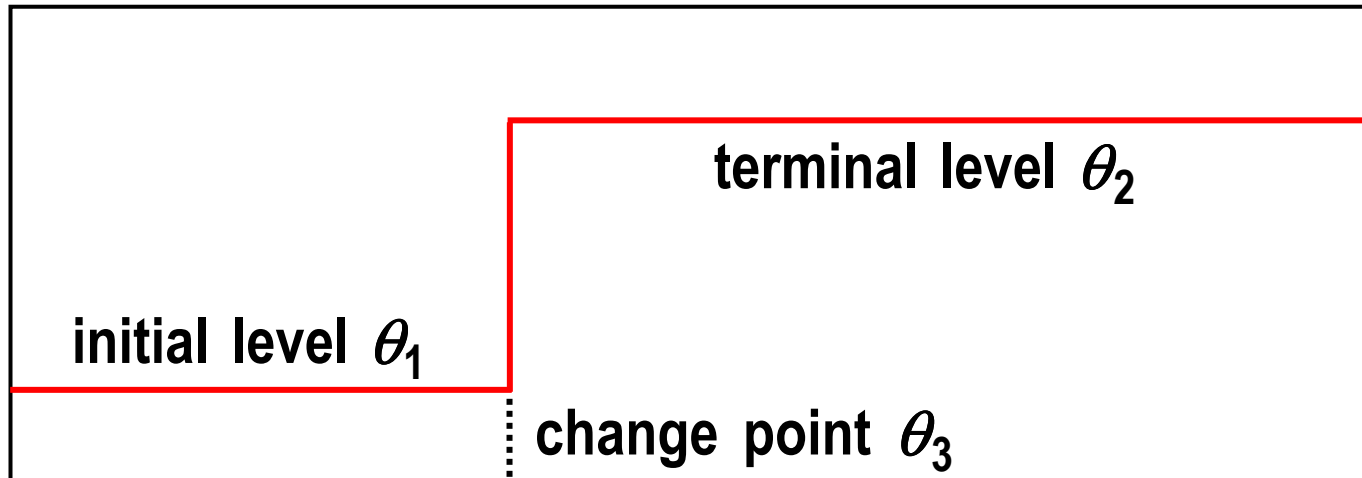 terminal level θ₂
initial level θ₁
change point θ₃